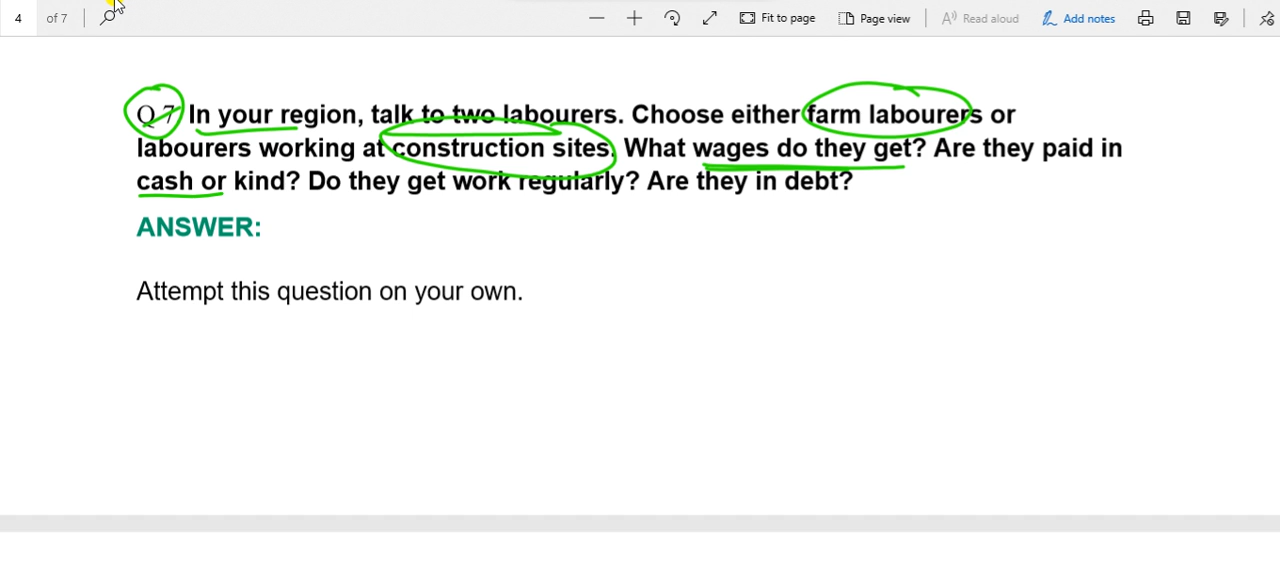 4 of 7 Fit to page Page view Read aloud Add notes
Q 7 In your region, talk to two labourers. Choose either farm labourers or
labourers working at construction sites. What wages do they get? Are they paid in
cash or kind? Do they get work regularly? Are they in debt?
ANSWER:
Attempt this question on your own.